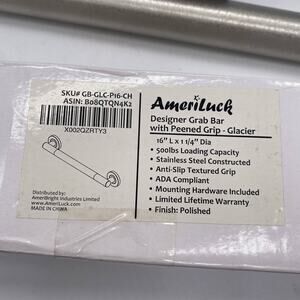 SKU# GB-GLC-P16-CH
ASIN: B08QTQN4K2
X002QZRTY3
Distributed by:
AmeriBright Industries Limited
www.AmeriLuck.com
MADE IN CHINA
AmeriLuck
Designer Grab Bar
with Peened Grip - Glacier
16" L x 1 1/4" Dia
• 500lbs Loading Capacity
• Stainless Steel Constructed
• Anti-Slip Textured Grip
• ADA Compliant
• Mounting Hardware Included
• Limited Lifetime Warranty
• Finish: Polished